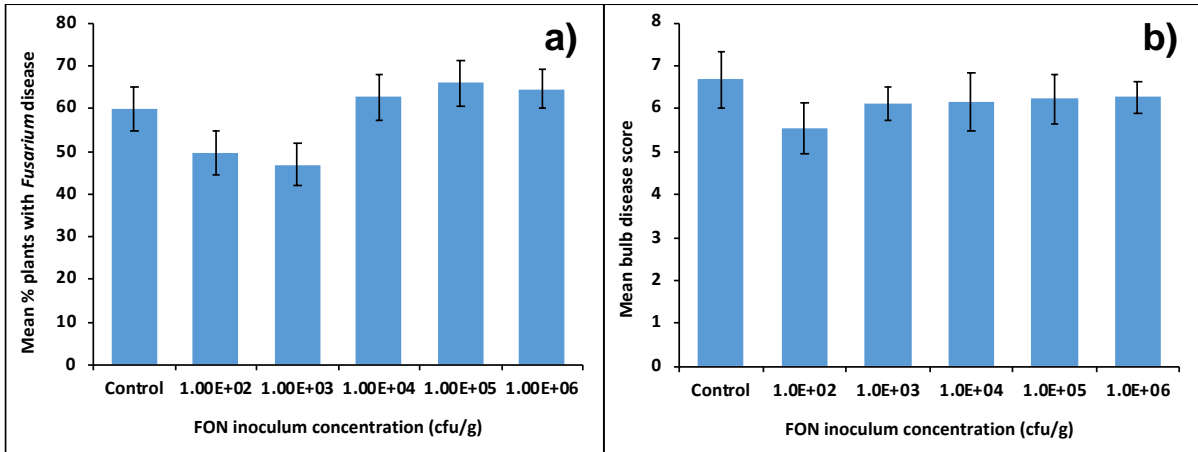 a)
Mean % plants with Fusarium disease
80
70
60
50
40
30
20
10
0
Control 1.00E+02 1.00E+03 1.00E+04 1.00E+05 1.00E+06
FON inoculum concentration (cfu/g)
b)
Mean bulb disease score
8
7
6
5
4
3
2
1
0
Control 1.0E+02 1.0E+03 1.0E+04 1.0E+05 1.0E+06
FON inoculum concentration (cfu/g)